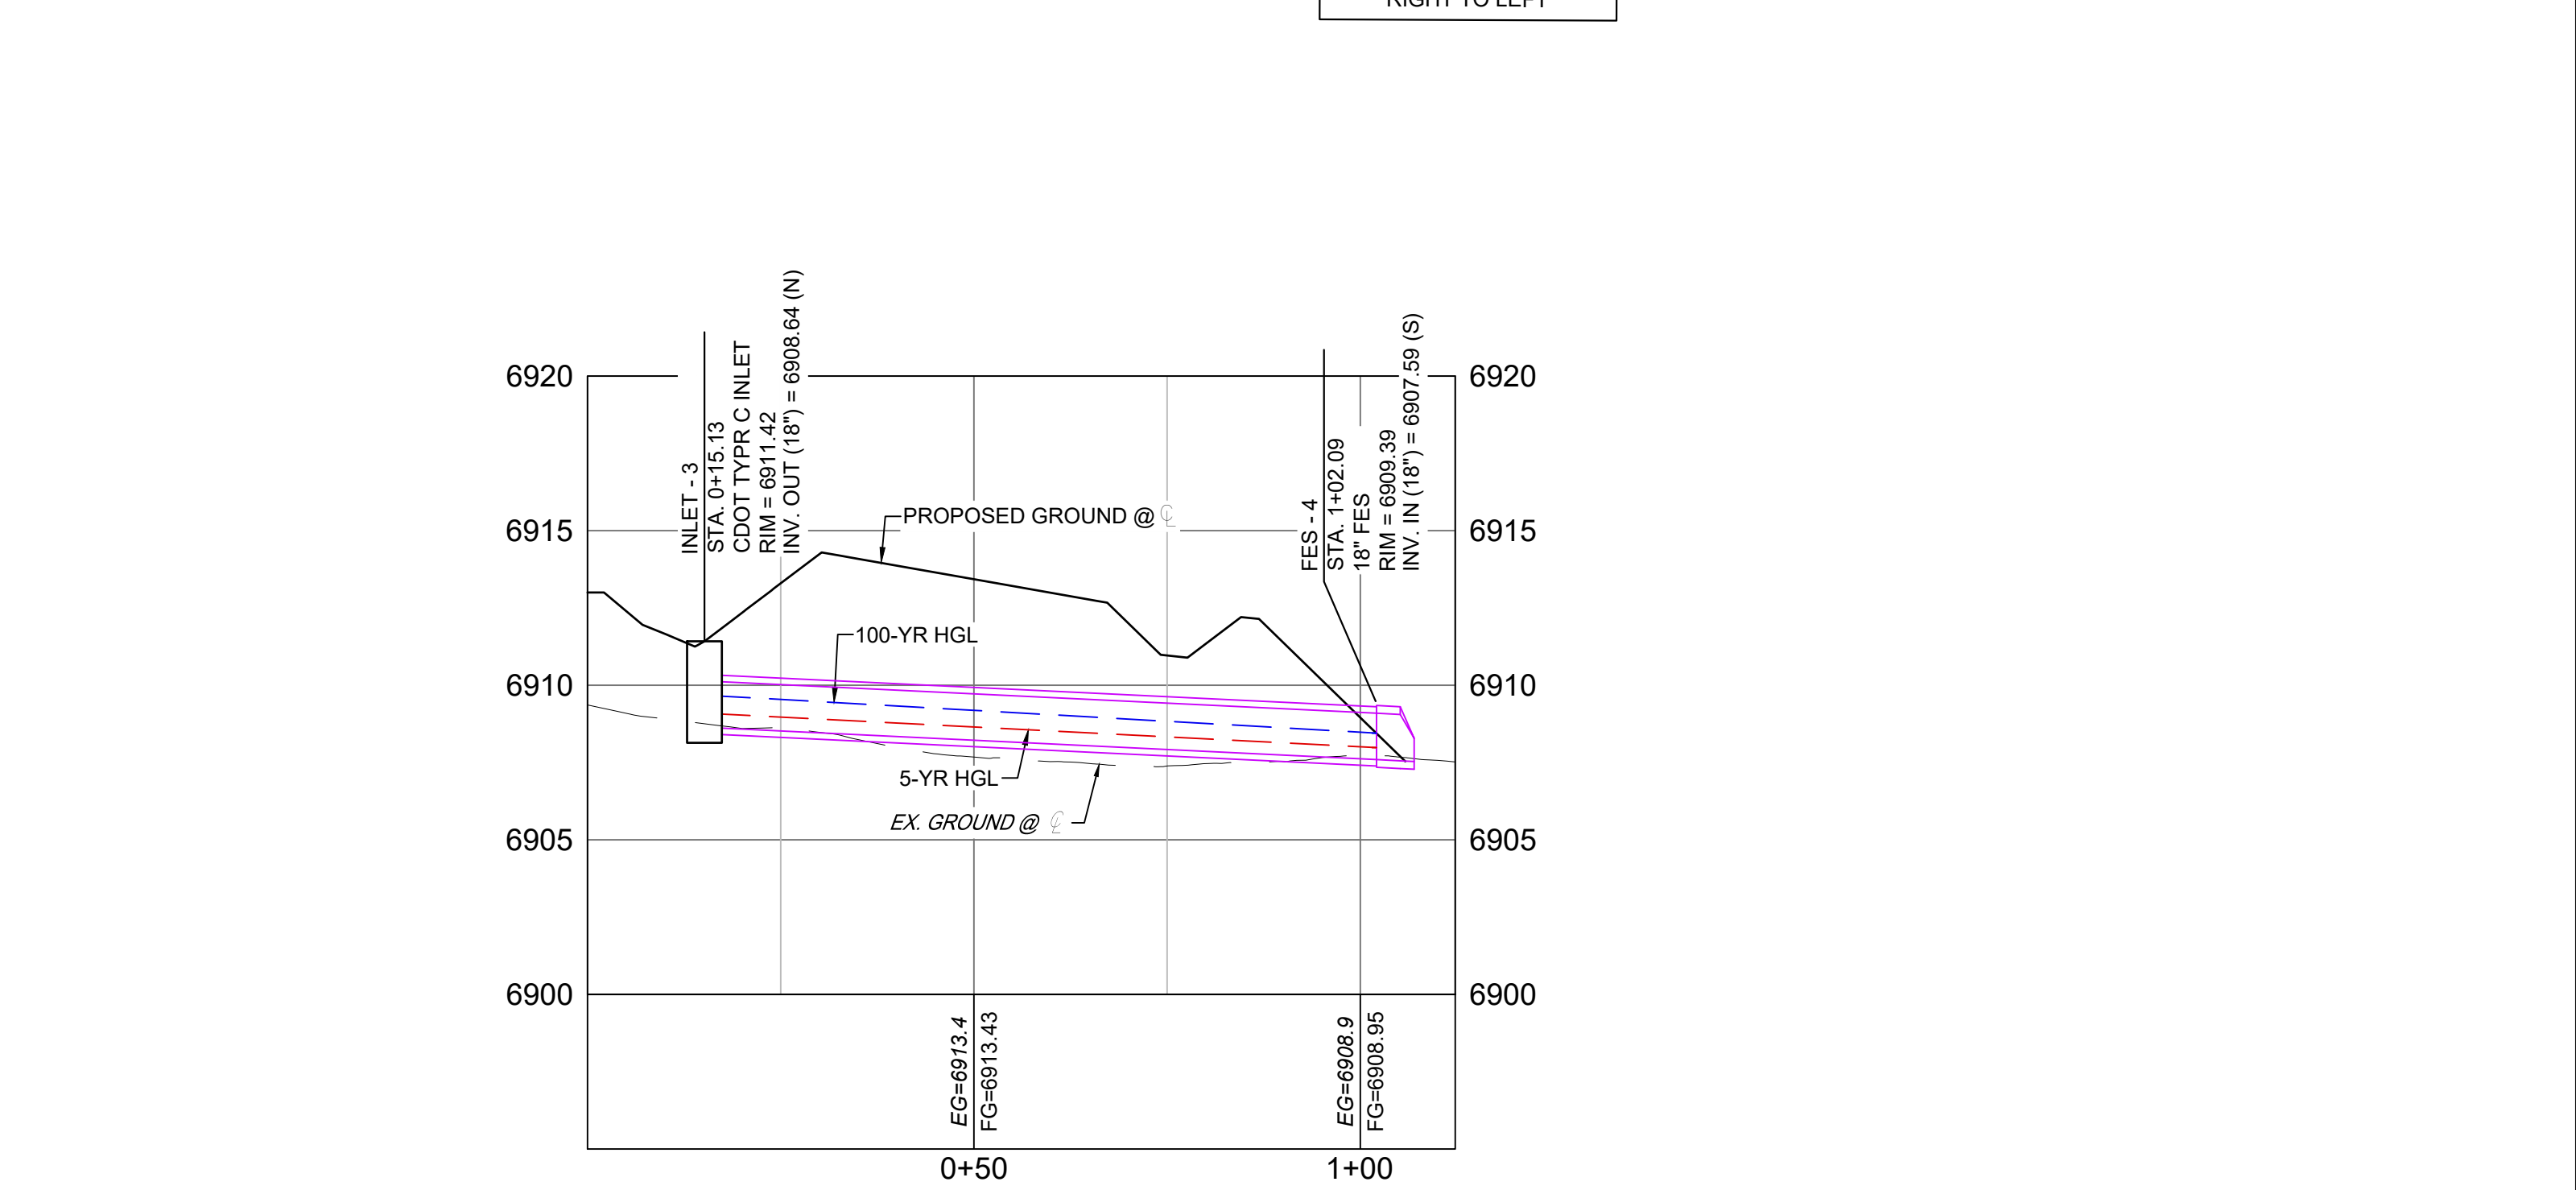 RIGHT TO LEFT
INLET - 3
STA. 0+15.13
CDOT TYPR C INLET
RIM = 6911.42
INV. OUT (18") = 6908.64 (N)
FES - 4
STA. 1+02.09
18" FES
RIM = 6909.39
INV. IN (18") = 6907.59 (S)
6920
6920
PROPOSED GROUND @ ℄
6915
6915
100-YR HGL
6910
6910
5-YR HGL
EX. GROUND @ ℄
6905
6905
6900
6900
EG=6913.4
FG=6913.43
EG=6908.9
FG=6908.95
0+50
1+00